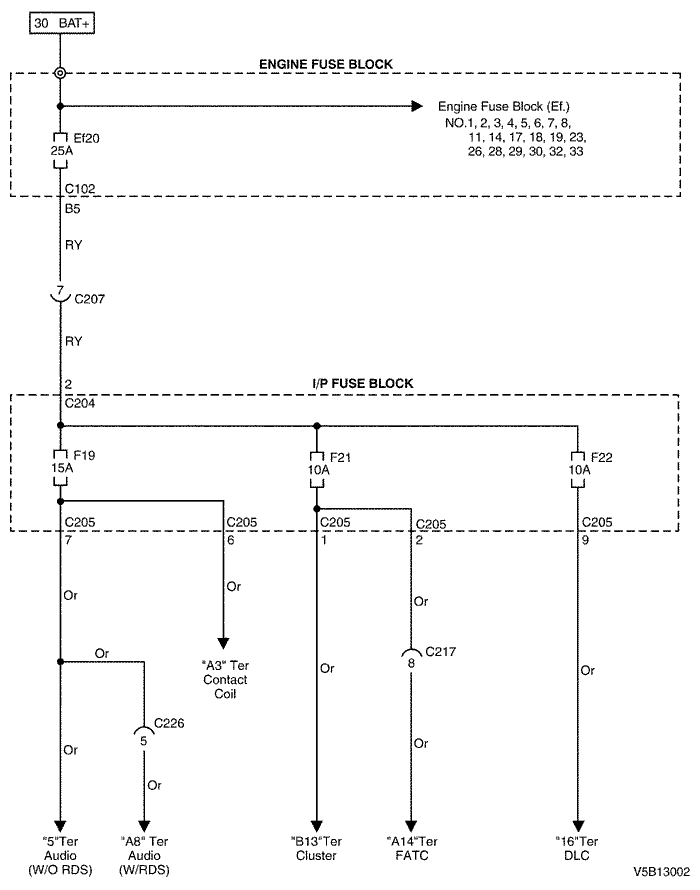 30 BAT+
ENGINE FUSE BLOCK
Engine Fuse Block (Ef.)
NO.1, 2, 3, 4, 5, 6, 7, 8,
11, 14, 17, 18, 19, 23,
26, 28, 29, 30, 32, 33
Ef20
25A
C102
B5
RY
7
C207
RY
2
I/P FUSE BLOCK
C204
F19
15A
F21
10A
F22
10A
C205
7
C205
6
C205
1
C205
2
C205
9
Or
Or
Or
C217
8
"A3" Ter
Contact
Coil
Or
Or
Or
C226
5
Or
Or
Or
"5"Ter
Audio
(W/O RDS)
"A8" Ter
Audio
(W/RDS)
"B13"Ter
Cluster
"A14"Ter
FATC
"16"Ter
DLC
V5B13002